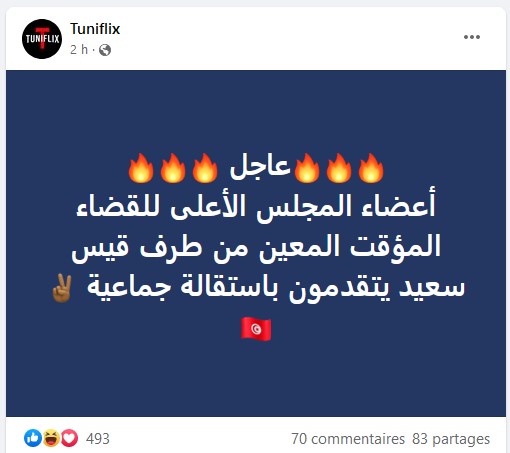 TUNIFLIX
Tuniflix
2 h ·
🔥🔥🔥عاجل 🔥🔥🔥
أعضاء المجلس الأعلى للقضاء
المؤقت المعين من طرف قيس
سعيد يتقدمون باستقالة جماعية ✌🏾
🇹🇳
493
70 commentaires 83 partages